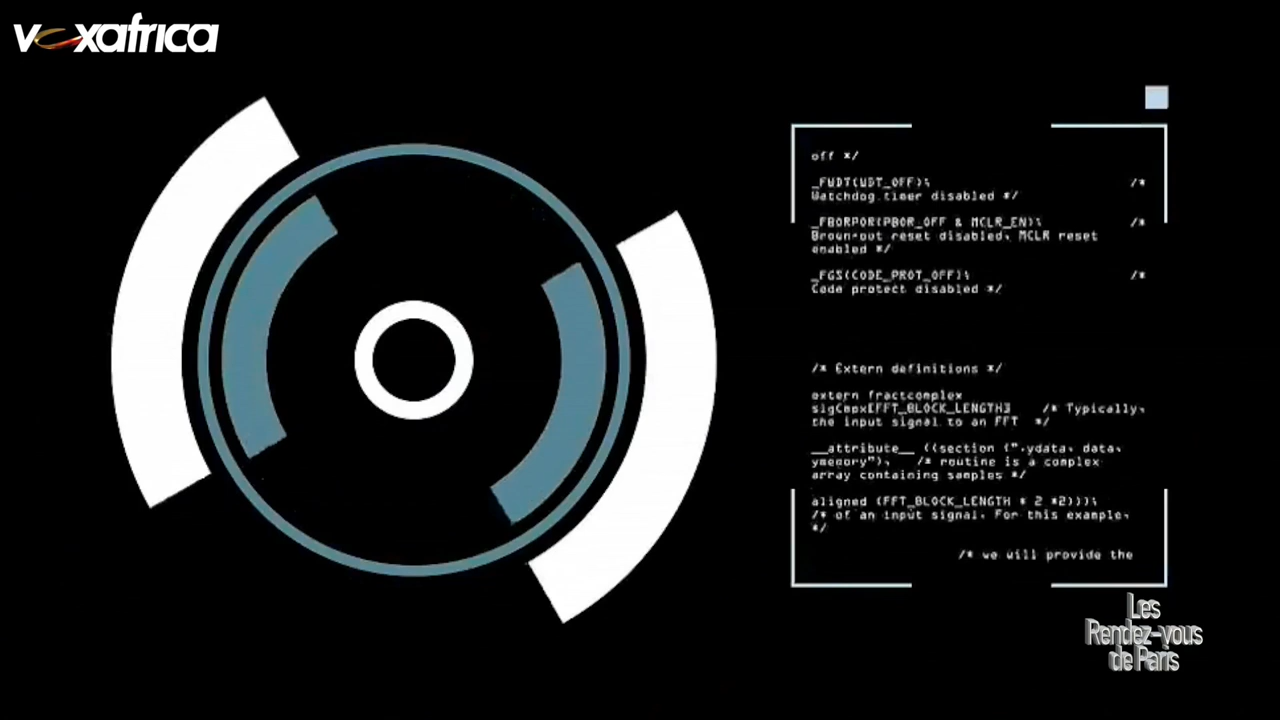 voxafrica
off */
_FWDT(WDT_OFF); /*
Watchdog timer disabled */
_FBORPOR(PBOR_OFF & MCLR_EN); /*
Brown-out reset disabled, MCLR reset
enabled */
_FGS(CODE_PROT_OFF); /*
Code protect disabled */
/* Extern definitions */
extern fractcomplex
sigCmpx[FFT_BLOCK_LENGTH] /* Typically,
the input signal to an FFT */
__attribute__ ((section (".ydata, data,
ymemory"), /* routine is a complex
array containing samples */
aligned (FFT_BLOCK_LENGTH * 2 *2)));
/* of an input signal. For this example,
*/
/* we will provide the
Les
Rendez-vous
de Paris